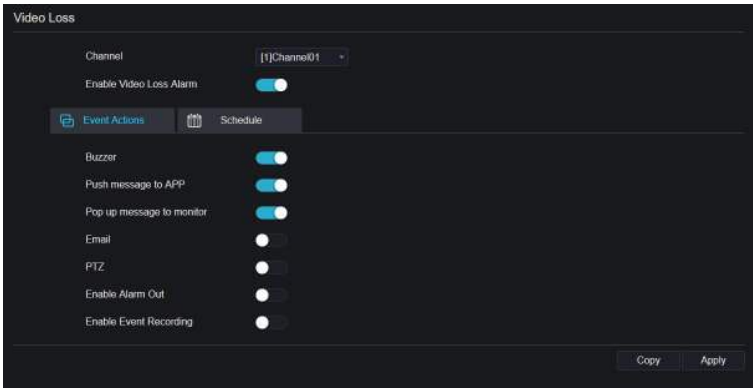 Video Loss
Channel [1]Channel01
Enable Video Loss Alarm
Event Actions Schedule
Buzzer
Push message to APP
Pop up message to monitor
Email
PTZ
Enable Alarm Out
Enable Event Recording
Copy Apply